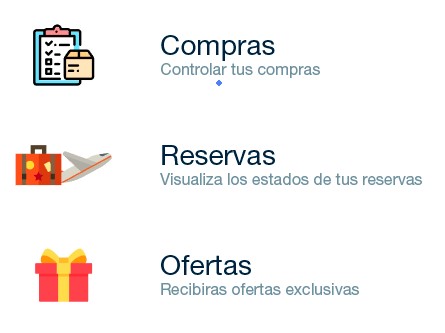 Compras
Controlar tus compras
Reservas
Visualiza los estados de tus reservas
Ofertas
Recibiras ofertas exclusivas